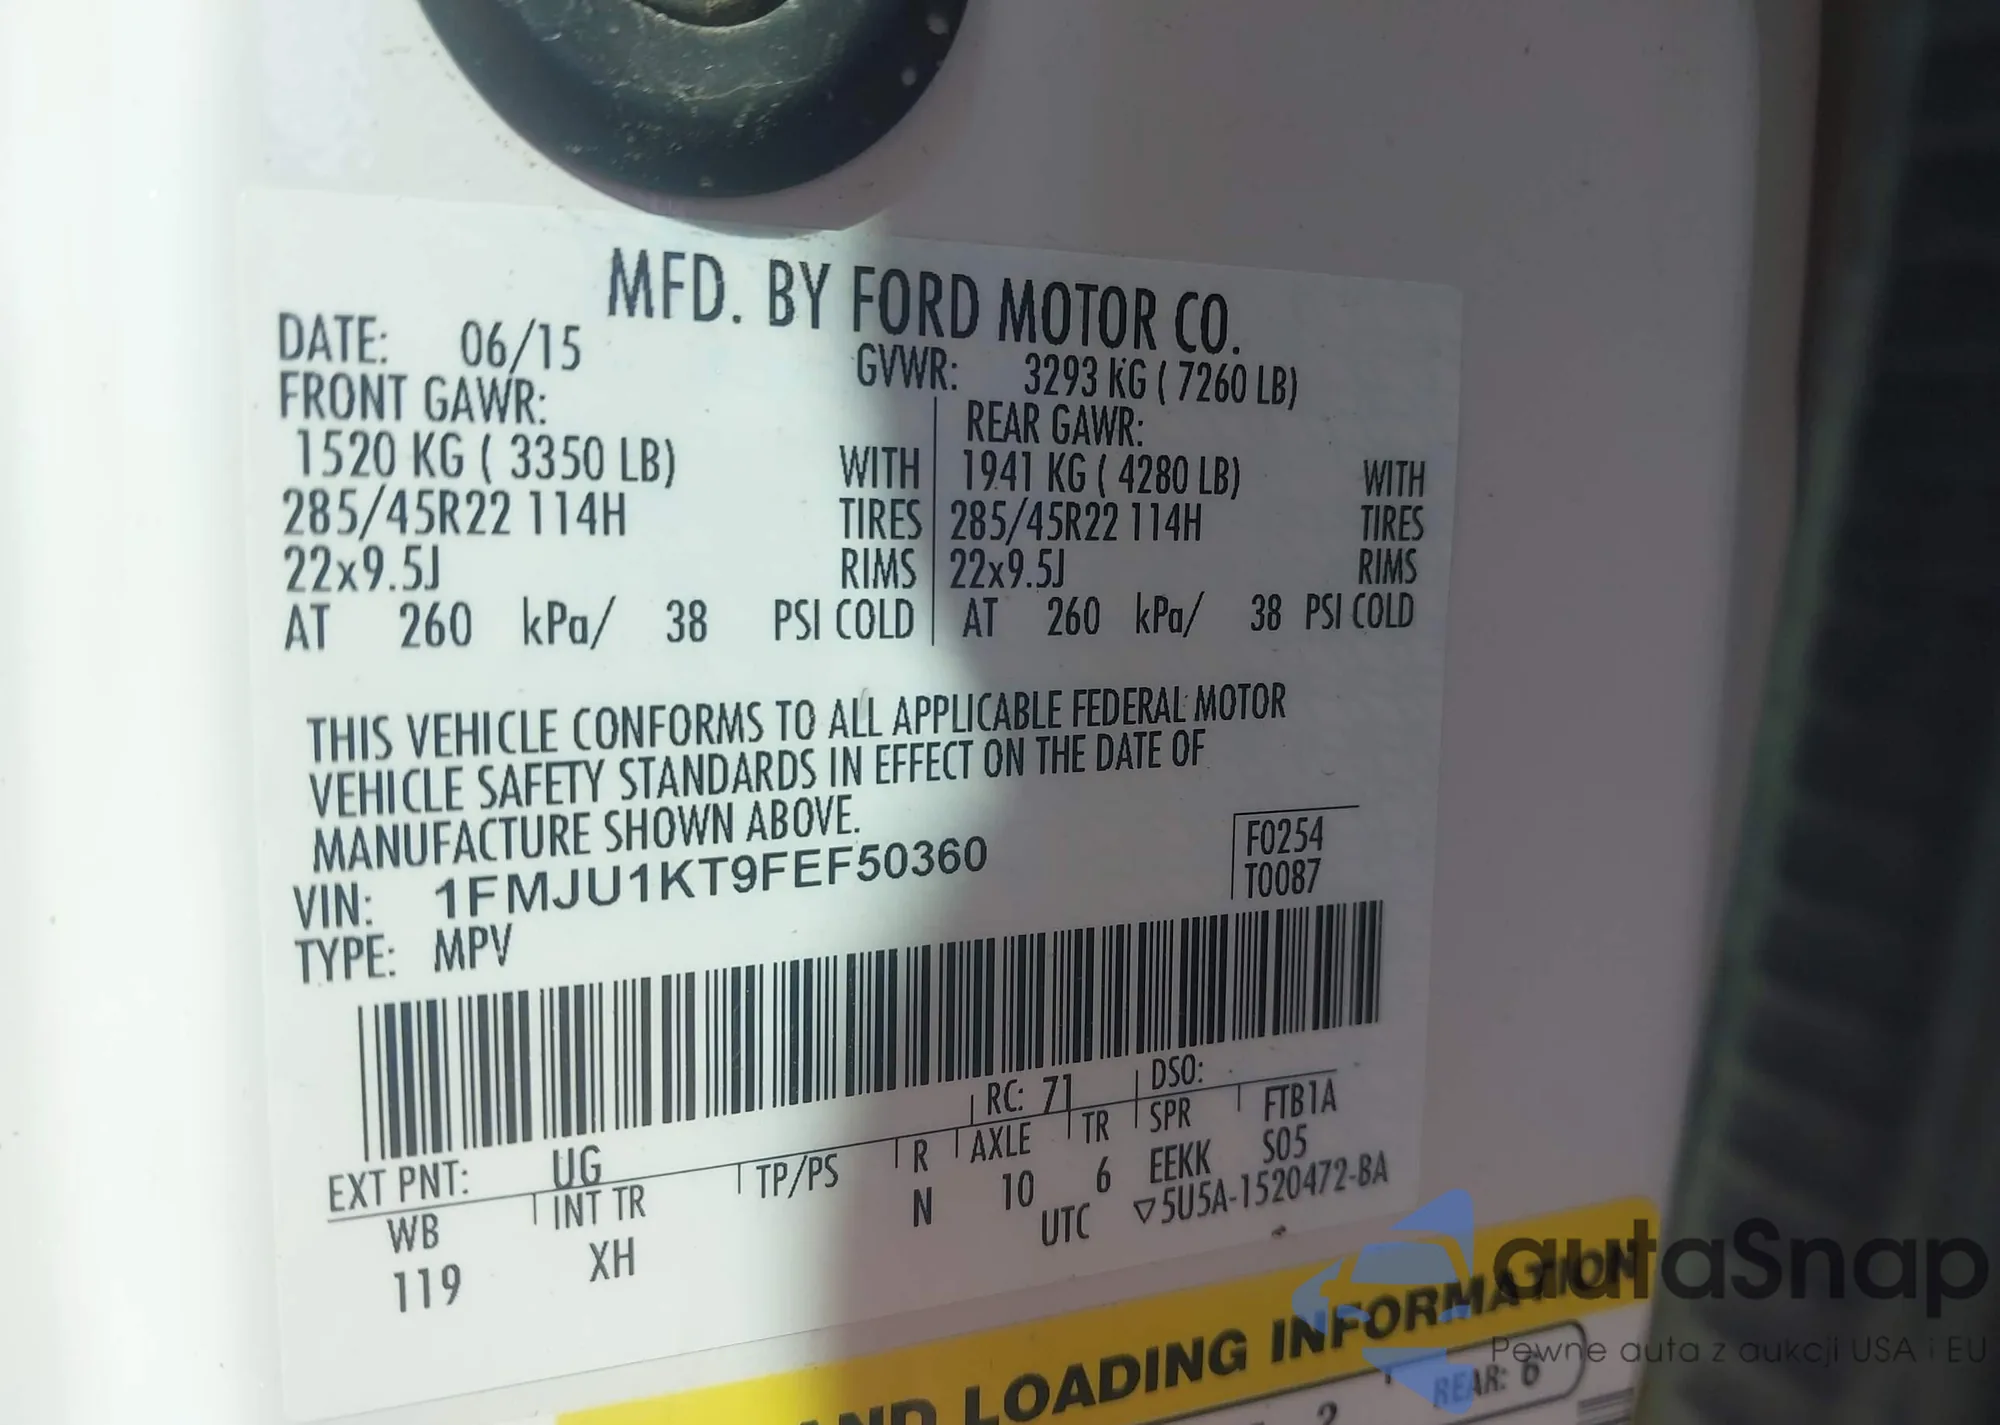 MFD. BY FORD MOTOR CO.
DATE: 06/15
GVWR: 3293 KG ( 7260 LB)
FRONT GAWR:
1520 KG ( 3350 LB) WITH
285/45R22 114H TIRES
22x9.5J RIMS
AT 260 kPa/ 38 PSI COLD
REAR GAWR:
1941 KG ( 4280 LB) WITH
285/45R22 114H TIRES
22x9.5J RIMS
AT 260 kPa/ 38 PSI COLD
THIS VEHICLE CONFORMS TO ALL APPLICABLE FEDERAL MOTOR
VEHICLE SAFETY STANDARDS IN EFFECT ON THE DATE OF
MANUFACTURE SHOWN ABOVE.
VIN: 1FMJU1KT9FEF50360
TYPE: MPV
F0254
T0087
EXT PNT: UG RC: 71 DSO:
WB INT TR TP/PS R AXLE TR SPR FTB1A
119 XH N 10 6 EEKK S05
UTC ▽5U5A-1520472-BA
AND LOADING INFORMATION
2 REAR: 6
autaSnap
Pewne auta z aukcji USA i EU